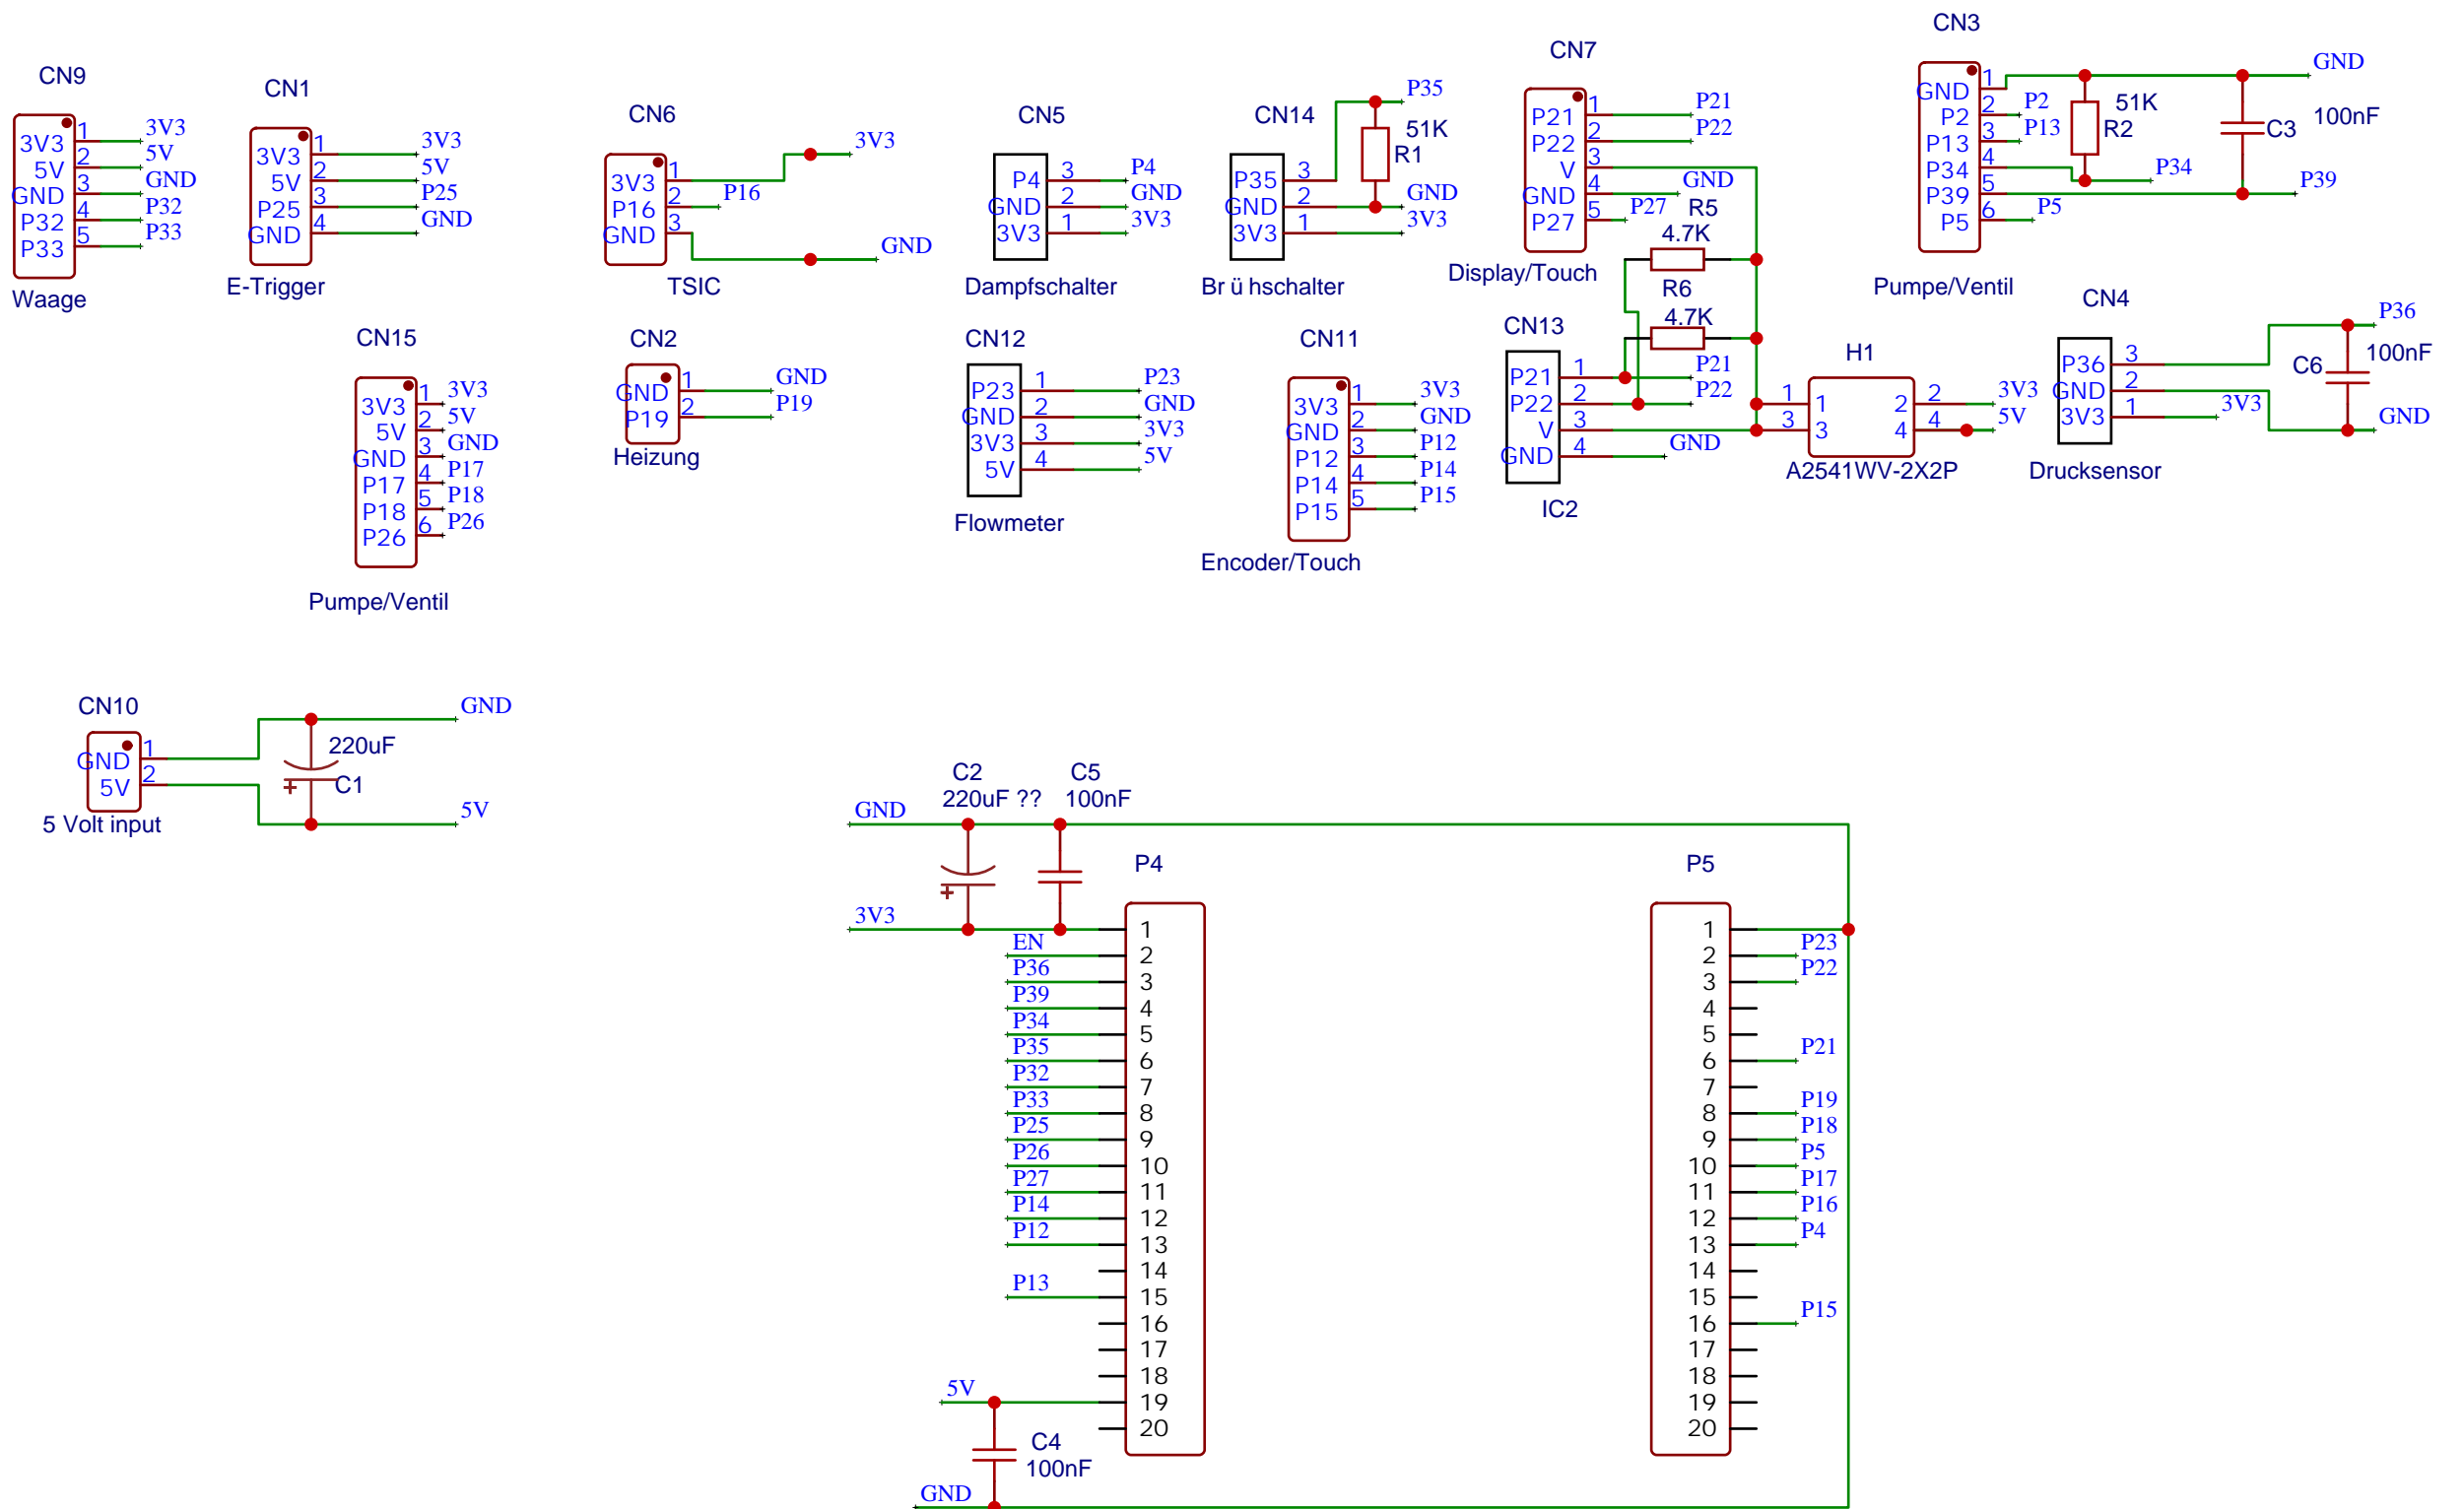 CN9
3V3 1 3V3
5V 2 5V
GND 3 GND
P32 4 P32
P33 5 P33
Waage
CN1
3V3 1 3V3
5V 2 5V
P25 3 P25
GND 4 GND
E-Trigger
CN6
3V3 1 3V3
P16 2 P16
GND 3 GND
TSIC
CN5
P4 3 P4
GND 2 GND
3V3 1 3V3
Dampfschalter
CN14
P35 3 P35
GND 2 GND
3V3 1 3V3
51K
R1
Br ü hschalter
CN7
P21 1 P21
P22 2 P22
V 3
GND 4 GND
P27 5 P27
Display/Touch
R5
4.7K
R6
4.7K
CN3
GND 1 GND
P2 2 P2
P13 3 P13
P34 4 P34
P39 5 P39
P5 6 P5
51K
R2
C3
100nF
Pumpe/Ventil
CN15
3V3 1 3V3
5V 2 5V
GND 3 GND
P17 4 P17
P18 5 P18
P26 6 P26
Pumpe/Ventil
CN2
GND 1 GND
P19 2 P19
Heizung
CN12
P23 1 P23
GND 2 GND
3V3 3 3V3
5V 4 5V
Flowmeter
CN11
3V3 1 3V3
GND 2 GND
P12 3 P12
P14 4 P14
P15 5 P15
Encoder/Touch
CN13
P21 1 P21
P22 2 P22
V 3
GND 4 GND
IC2
H1
1 1 2 2 3V3
3 3 4 4 5V
A2541WV-2X2P
CN4
P36 3 P36
GND 2 GND
3V3 1 3V3
C6
100nF
Drucksensor
CN10
GND 1 GND
5V 2 5V
220uF
C1
5 Volt input
C2
220uF ??
C5
100nF
GND
P4
3V3 1
EN 2
P36 3
P39 4
P34 5
P35 6
P32 7
P33 8
P25 9
P26 10
P27 11
P14 12
P12 13
14
P13 15
16
17
18
5V 19
20
C4
100nF
GND
P5
1
2 P23
3 P22
4
5
6 P21
7
8 P19
9 P18
10 P5
11 P17
12 P16
13 P4
14
15
16 P15
17
18
19
20